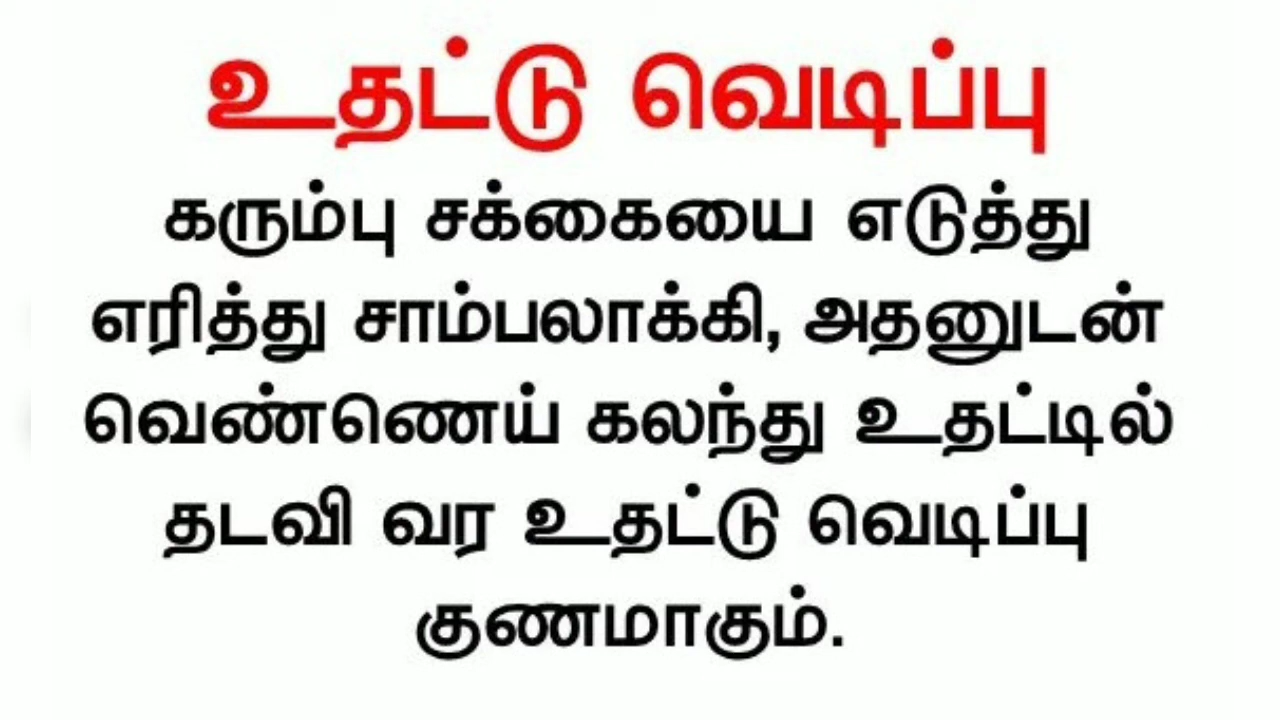 உதட்டு வெடிப்பு
கரும்பு சக்கையை எடுத்து
எரித்து சாம்பலாக்கி, அதனுடன்
வெண்ணெய் கலந்து உதட்டில்
தடவி வர உதட்டு வெடிப்பு
குணமாகும்.